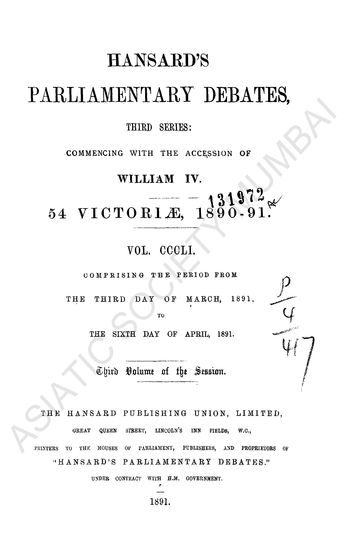 HANSARD'S
PARLIAMENTARY DEBATES,
THIRD SERIES:
COMMENCING WITH THE ACCESSION OF
WILLIAM IV.
131972
54 VICTORIÆ, 1890-91.
VOL. CCCLI.
COMPRISING THE PERIOD FROM
THE THIRD DAY OF MARCH, 1891,
TO
THE SIXTH DAY OF APRIL, 1891.
P
4
417
Third Volume of the Session.
THE HANSARD PUBLISHING UNION, LIMITED,
GREAT QUEEN STREET, LINCOLN'S INN FIELDS, W.C.,
PRINTERS TO THE HOUSES OF PARLIAMENT, PUBLISHERS, AND PROPRIETORS OF
"HANSARD'S PARLIAMENTARY DEBATES."
UNDER CONTRACT WITH H.M. GOVERNMENT.
1891.
ASIATIC SOCIETY MUMBAI